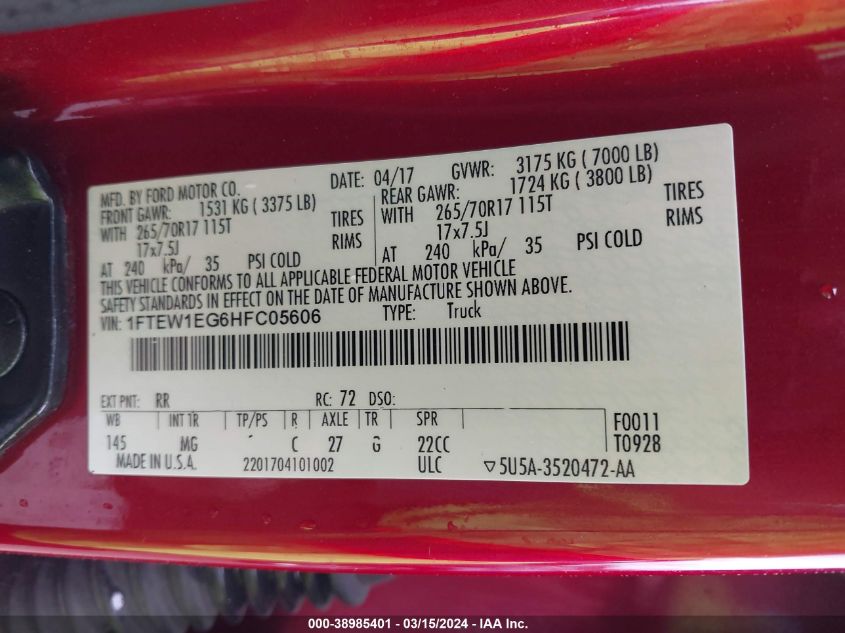 MFD. BY FORD MOTOR CO.
DATE: 04/17 GVWR: 3175 KG ( 7000 LB)
FRONT GAWR: 1531 KG ( 3375 LB)
REAR GAWR: 1724 KG ( 3800 LB)
WITH 265/70R17 115T TIRES
WITH 265/70R17 115T TIRES
17x7.5J RIMS
17x7.5J RIMS
AT 240 kPa/ 35 PSI COLD
AT 240 kPa/ 35 PSI COLD
THIS VEHICLE CONFORMS TO ALL APPLICABLE FEDERAL MOTOR VEHICLE
SAFETY STANDARDS IN EFFECT ON THE DATE OF MANUFACTURE SHOWN ABOVE.
VIN: 1FTEW1EG6HFC05606 TYPE: Truck
EXT PNT: RR RC: 72 DSO:
WB INT TR TP/PS R AXLE TR SPR F0011
145 MG - C 27 G 22CC T0928
MADE IN U.S.A. 2201704101002 ULC ▽5U5A-3520472-AA
000-38985401 - 03/15/2024 - IAA Inc.